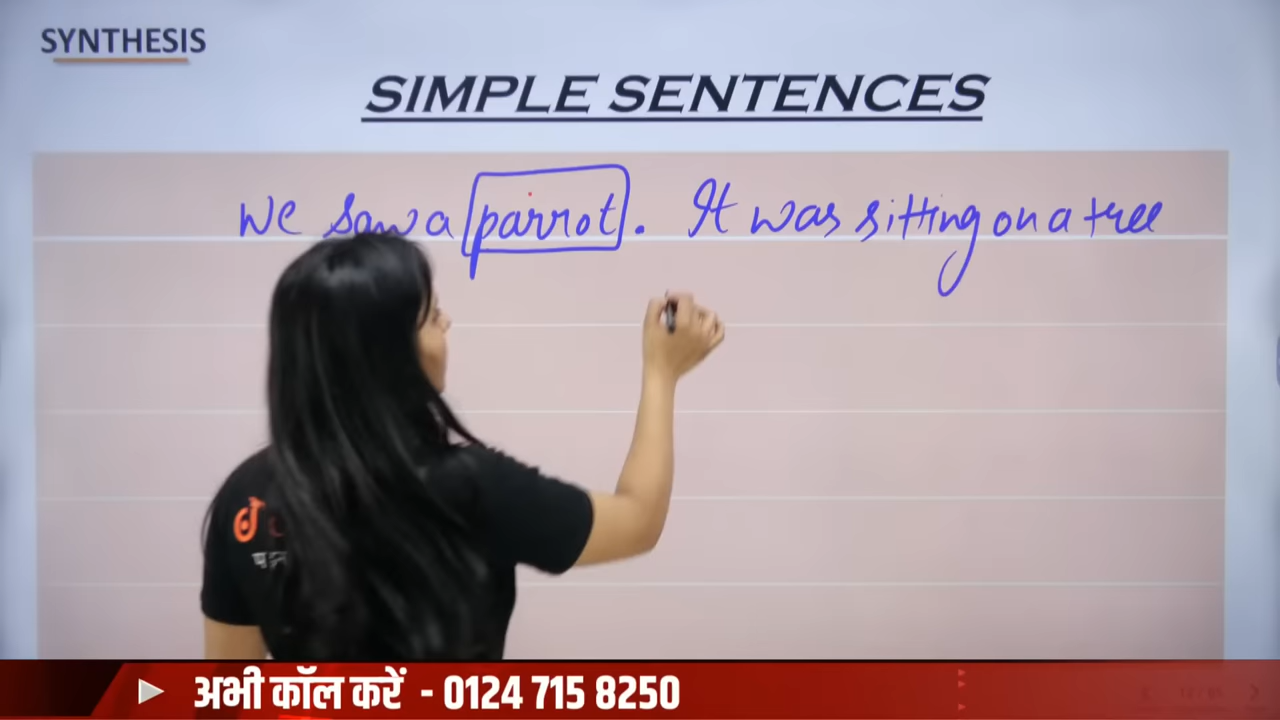 SYNTHESIS
SIMPLE SENTENCES
We saw a parrot. It was sitting on a tree
अभी कॉल करें - 0124 715 8250